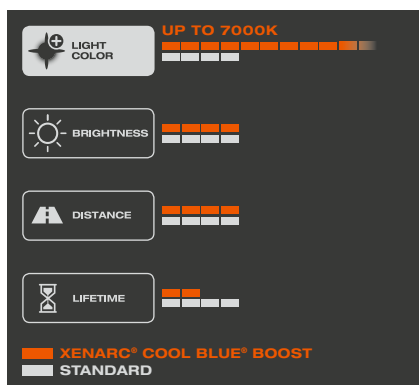 UP TO 7000K
LIGHT
COLOR
BRIGHTNESS
DISTANCE
LIFETIME
XENARC® COOL BLUE® BOOST
STANDARD